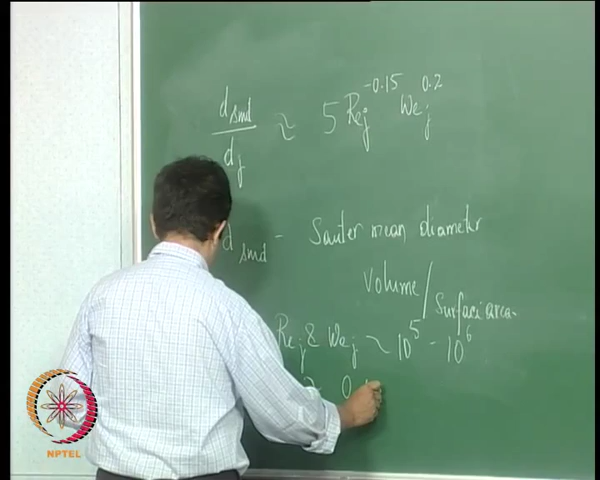 d_smd / d_j ≈ 5 Re_j^-0.15 We_j^0.2
d_smd - Sauter mean diameter
Volume / Surface area
Re_j & We_j ~ 10^5 - 10^6
0.
NPTEL